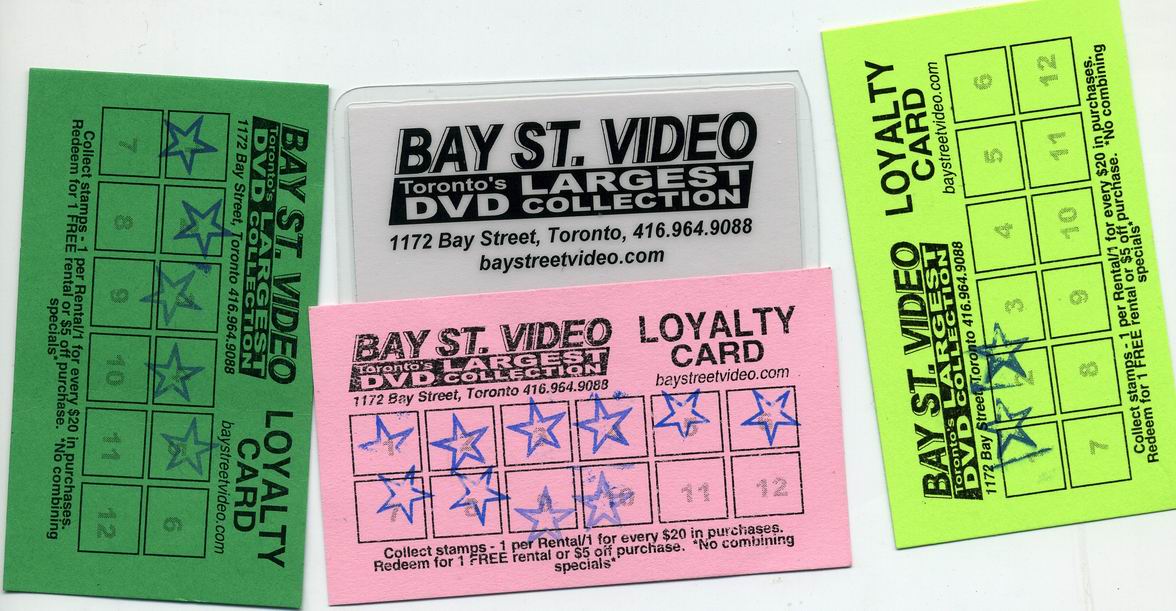 BAY ST. VIDEO
Toronto's LARGEST
DVD COLLECTION
1172 Bay Street, Toronto 416.964.9088
LOYALTY
CARD
baystreetvideo.com
6
7 8 9 10 11 12
Collect stamps - 1 per Rental/1 for every $20 in purchases.
Redeem for 1 FREE rental or $5 off purchase. *No combining
specials*
BAY ST. VIDEO
Toronto's LARGEST
DVD COLLECTION
1172 Bay Street, Toronto, 416.964.9088
baystreetvideo.com
BAY ST. VIDEO
Toronto's LARGEST
DVD COLLECTION
1172 Bay Street, Toronto 416.964.9088
LOYALTY
CARD
baystreetvideo.com
1 2 3 4 5 6
7 8 9 10 11 12
Collect stamps - 1 per Rental/1 for every $20 in purchases.
Redeem for 1 FREE rental or $5 off purchase. *No combining
specials*
BAY ST. VIDEO
Toronto's LARGEST
DVD COLLECTION
1172 Bay Street, Toronto 416.964.9088
LOYALTY
CARD
baystreetvideo.com
2 3 4 5 6
7 8 9 10 11 12
Collect stamps - 1 per Rental/1 for every $20 in purchases.
Redeem for 1 FREE rental or $5 off purchase. *No combining
specials*